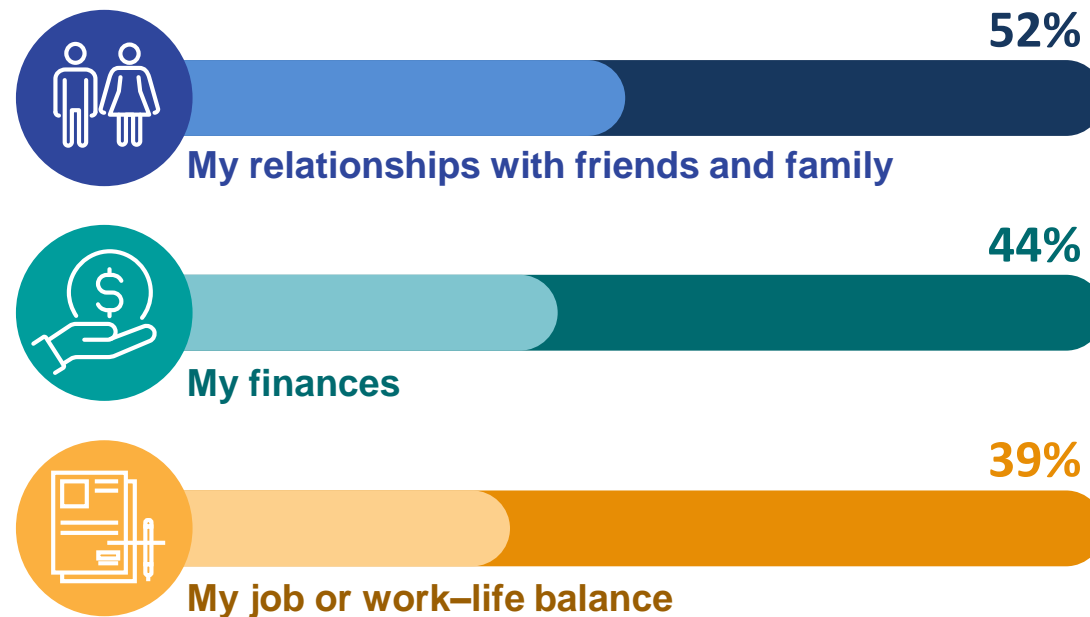 52%
My relationships with friends and family
44%
$
My finances
39%
My job or work–life balance